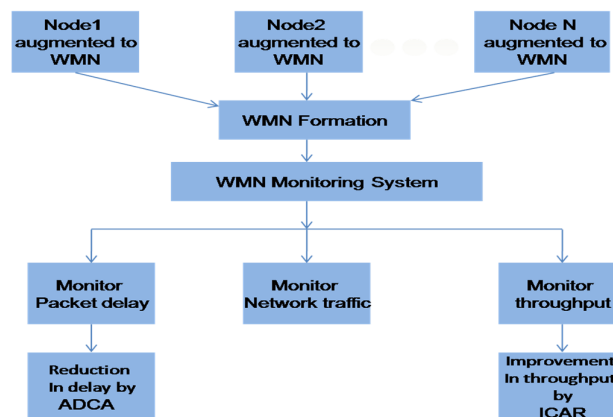 Node1
augmented to
WMN
Node2
augmented to
WMN
Node N
augmented to
WMN
WMN Formation
WMN Monitoring System
Monitor
Packet delay
Monitor
Network traffic
Monitor
throughput
Reduction
In delay by
ADCA
Improvement
In throughput
by
ICAR